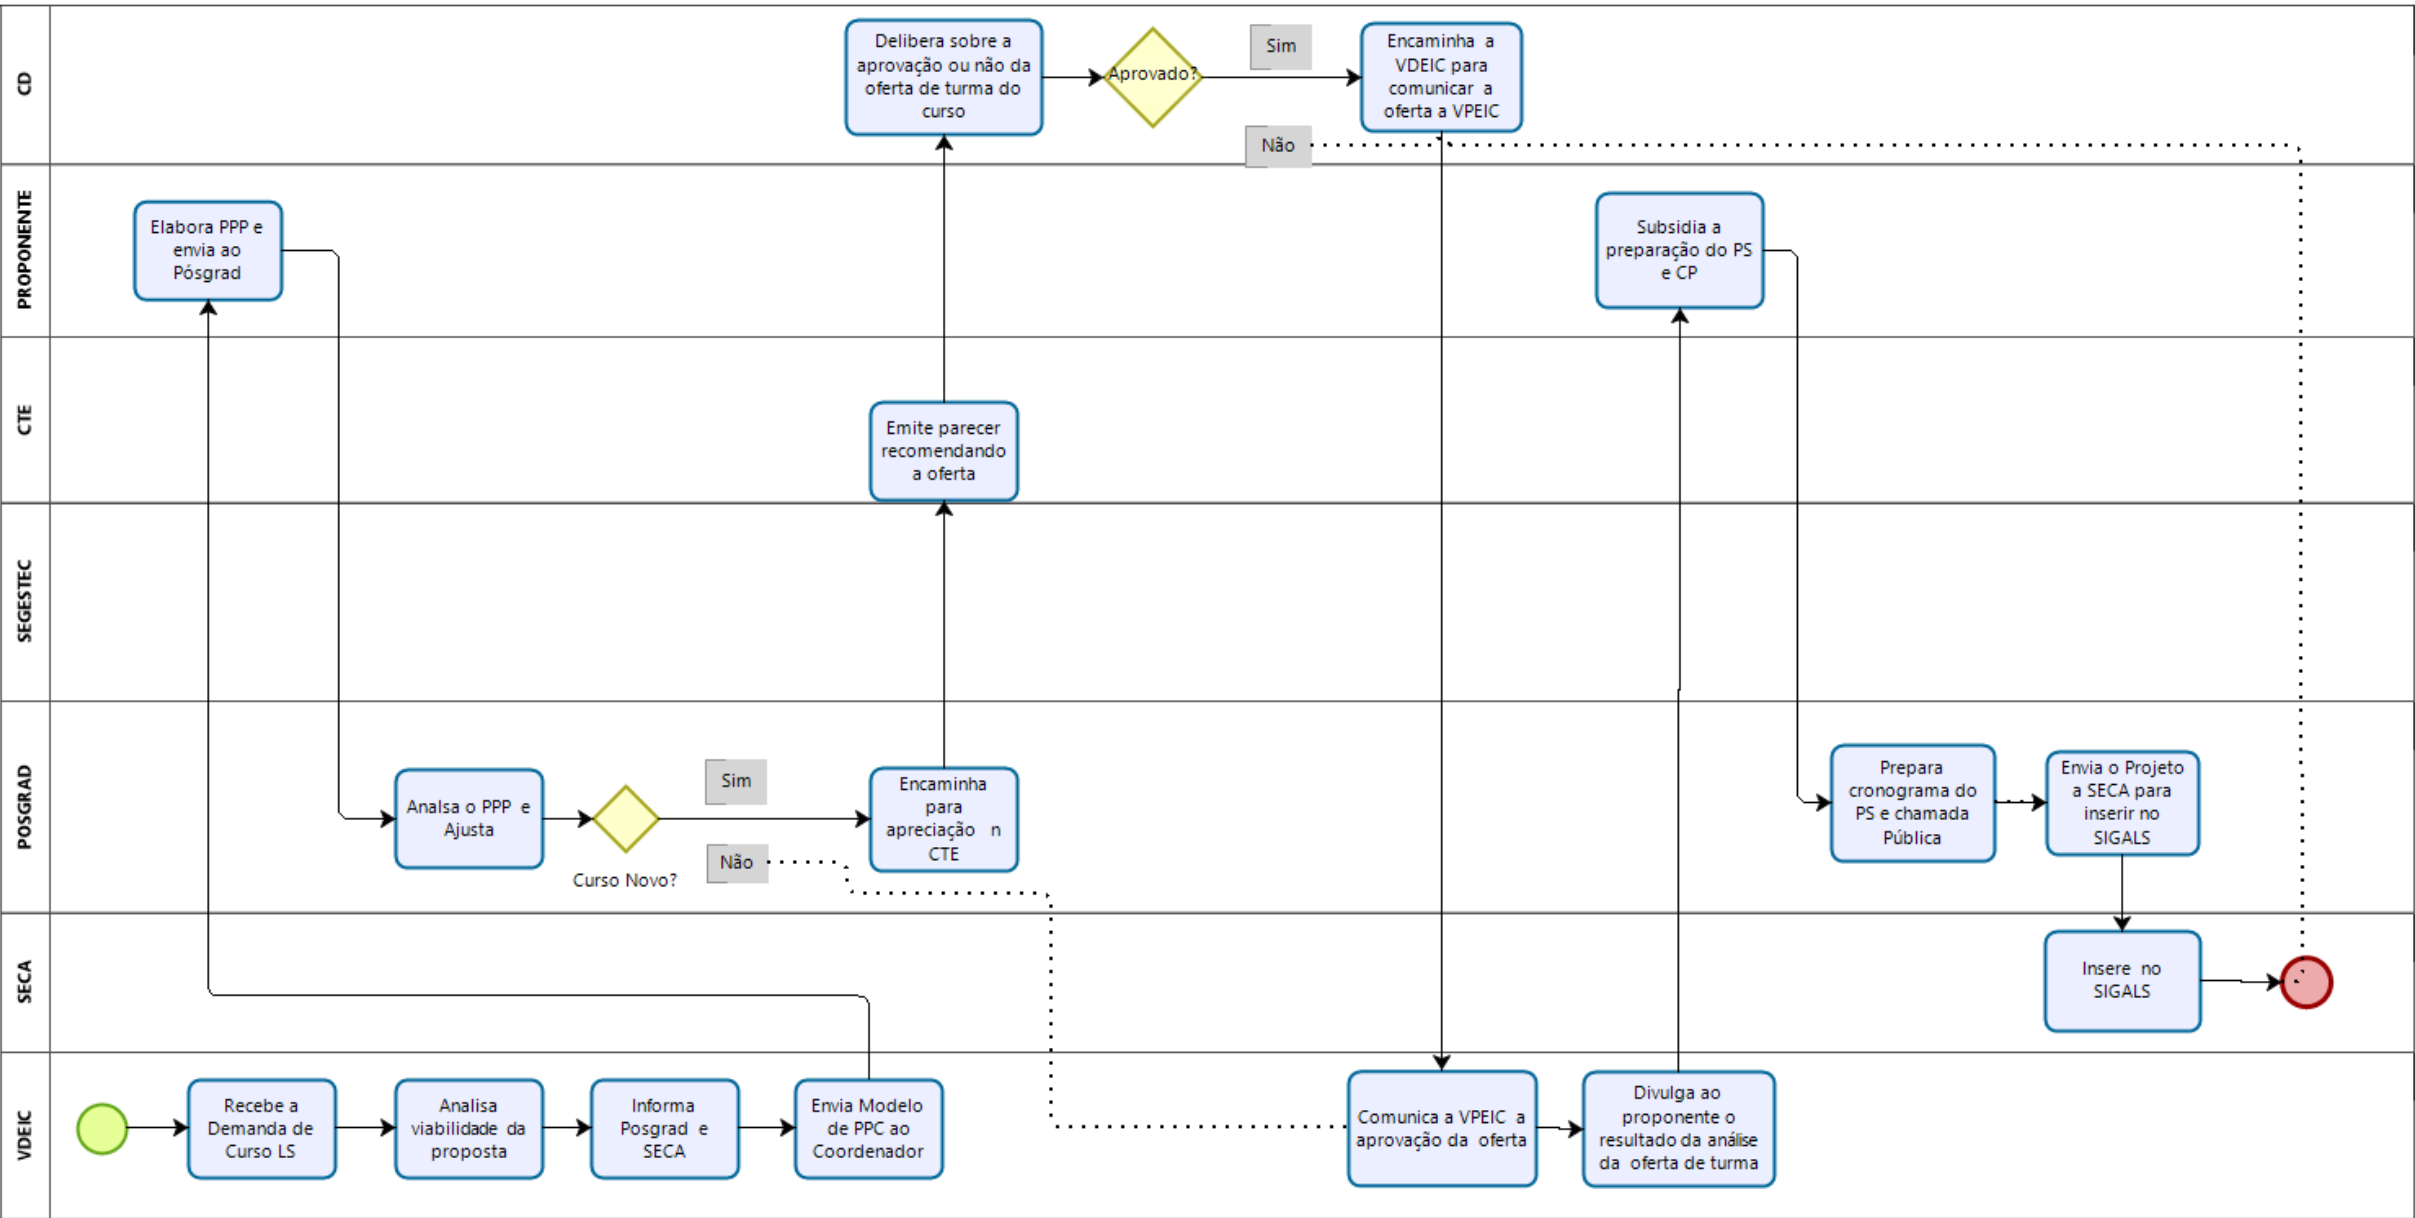 CD
Delibera sobre a
aprovação ou não da
oferta de turma do
curso
Aprovado?
Sim
Não
Encaminha a
VDEIC para
comunicar a
oferta a VPEIC
PROPONENTE
Elabora PPP e
envia ao
Pósgrad
Subsidia a
preparação do PS
e CP
CTE
Emite parecer
recomendando
a oferta
SEGESTEC
POSGRAD
Analsa o PPP e
Ajusta
Curso Novo?
Sim
Não
Encaminha
para
apreciação n
CTE
Prepara
cronograma do
PS e chamada
Pública
Envia o Projeto
a SECA para
inserir no
SIGALS
SECA
Insere no
SIGALS
VDEIC
Recebe a
Demanda de
Curso LS
Analisa
viabilidade da
proposta
Informa
Posgrad e
SECA
Envia Modelo
de PPC ao
Coordenador
Comunica a VPEIC a
aprovação da oferta
Divulga ao
proponente o
resultado da análise
da oferta de turma